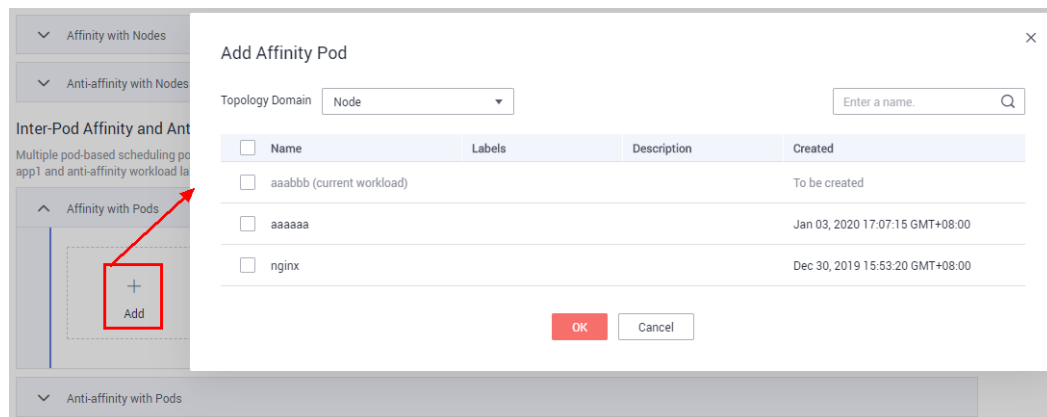 Affinity with Nodes
Anti-affinity with Nodes
Inter-Pod Affinity and Ant
Multiple pod-based scheduling po
app1 and anti-affinity workload la
Affinity with Pods
Add
Anti-affinity with Pods
Add Affinity Pod
Topology Domain Node Enter a name.
Name Labels Description Created
aaabbb (current workload) To be created
aaaaaa Jan 03, 2020 17:07:15 GMT+08:00
nginx Dec 30, 2019 15:53:20 GMT+08:00
OK Cancel